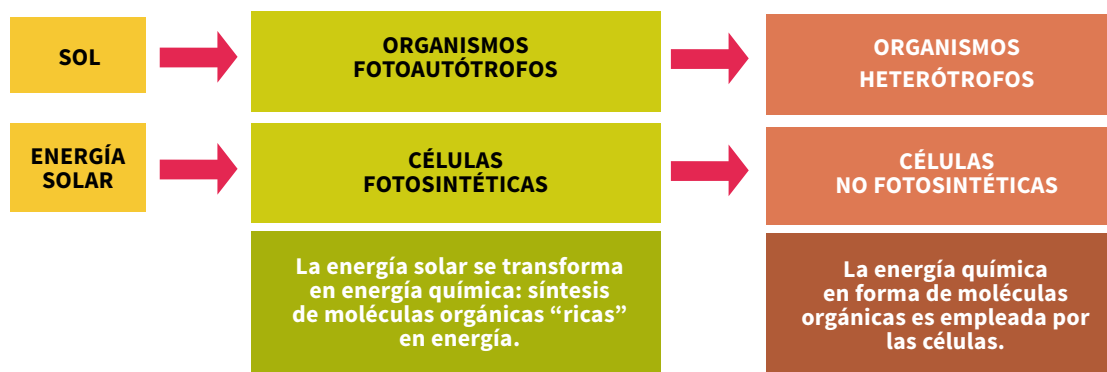 SOL
ORGANISMOS
FOTOAUTÓTROFOS
ORGANISMOS
HETERÓTROFOS
ENERGÍA
SOLAR
CÉLULAS
FOTOSINTÉTICAS
CÉLULAS
NO FOTOSINTÉTICAS
La energía solar se transforma
en energía química: síntesis
de moléculas orgánicas “ricas”
en energía.
La energía química
en forma de moléculas
orgánicas es empleada por
las células.